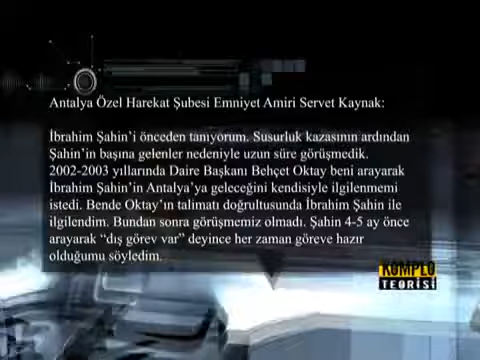 Antalya Özel Harekat Şubesi Emniyet Amiri Servet Kaynak:
İbrahim Şahin'i önceden tanıyorum. Susurluk kazasının ardından
Şahin'in başına gelenler nedeniyle uzun süre görüşmedik.
2002-2003 yıllarında Daire Başkanı Behçet Oktay beni arayarak
İbrahim Şahin'in Antalya'ya geleceğini kendisiyle ilgilenmemi
istedi. Bende Oktay'ın talimatı doğrultusunda İbrahim Şahin ile
ilgilendim. Bundan sonra görüşmemiz olmadı. Şahin 4-5 ay önce
arayarak “dış görev var” deyince her zaman göreve hazır
olduğumu söyledim.
KOMPLO
TEORİSİ